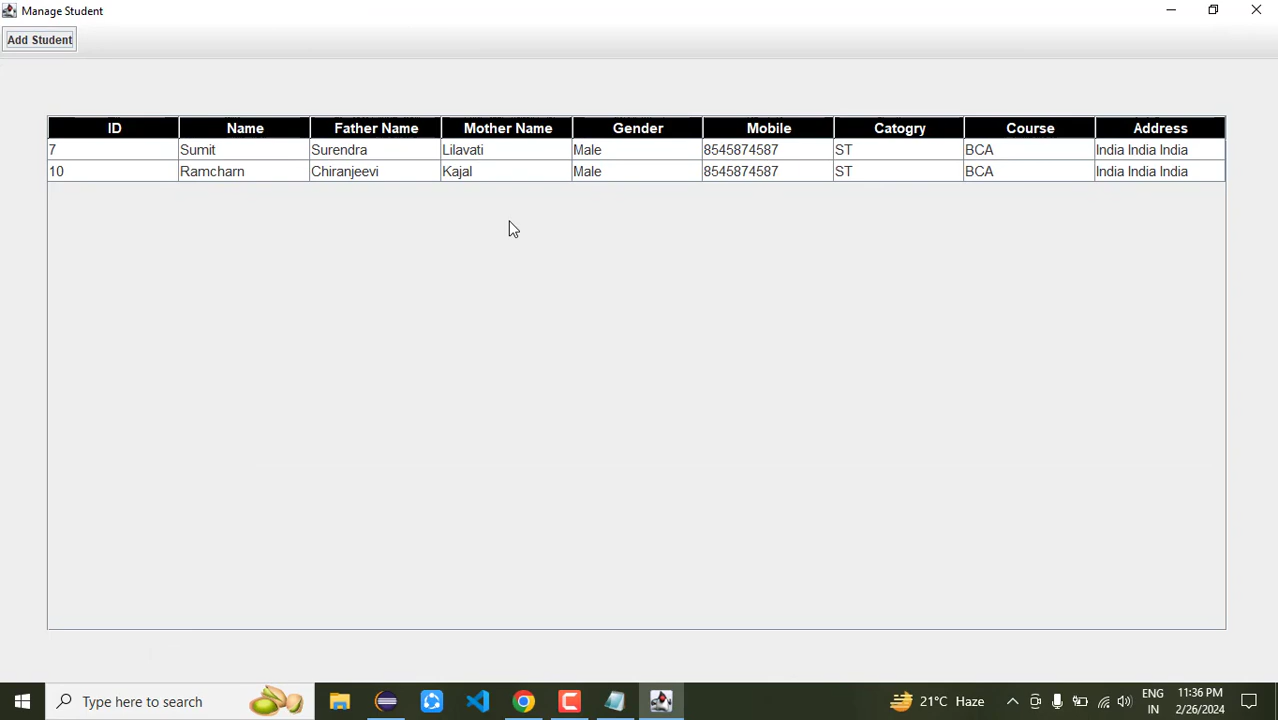 Manage Student
Add Student
ID Name Father Name Mother Name Gender Mobile Catogry Course Address
7 Sumit Surendra Lilavati Male 8545874587 ST BCA India India India
10 Ramcharn Chiranjeevi Kajal Male 8545874587 ST BCA India India India
Type here to search 21°C Haze ENG 11:36 PM
IN 2/26/2024